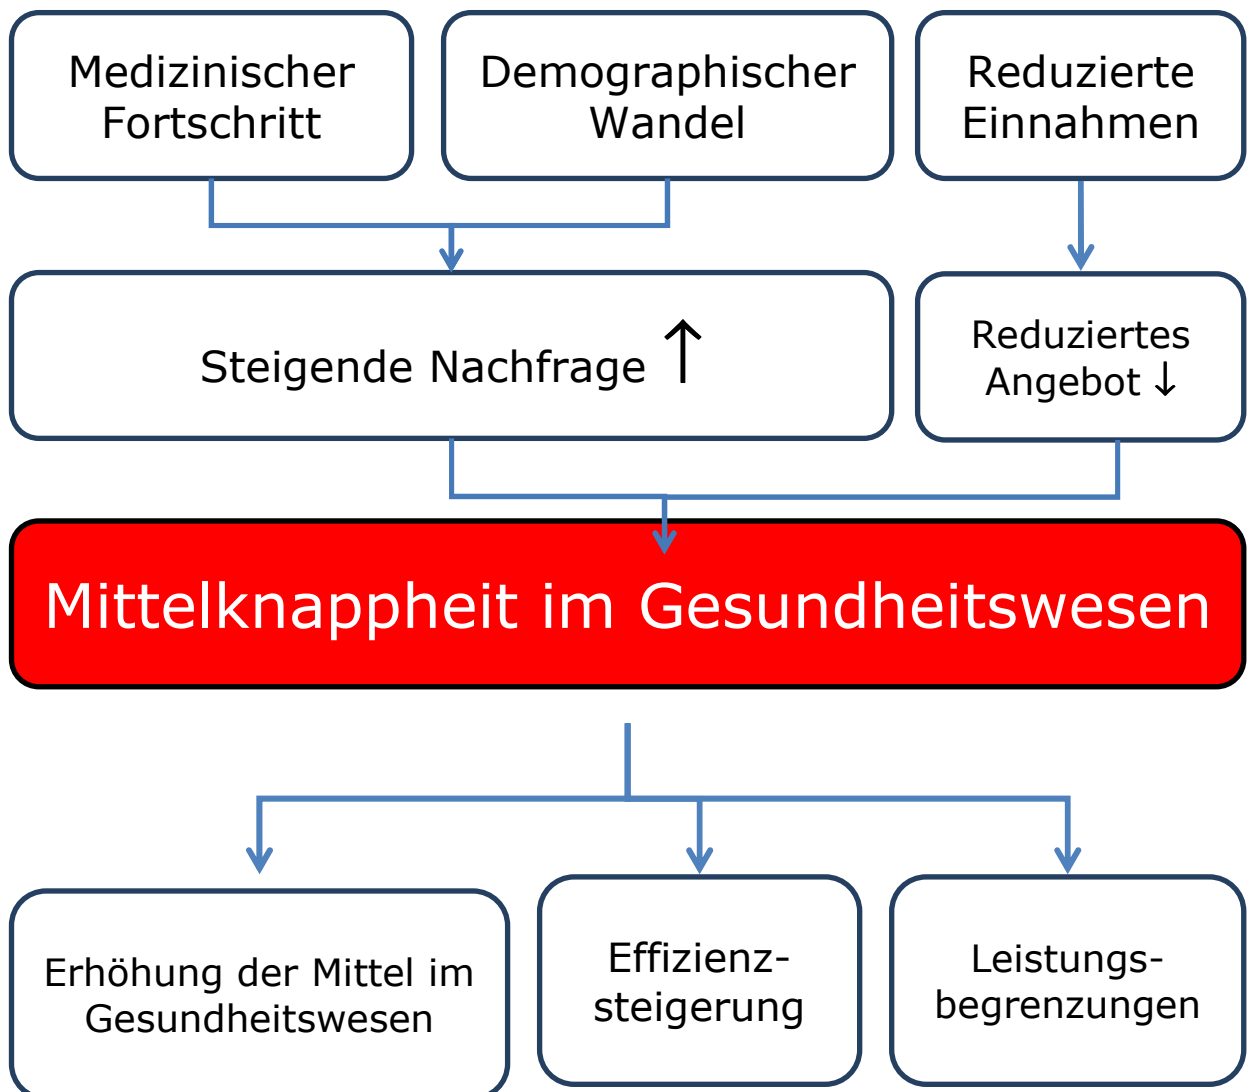 Medizinischer
Fortschritt
Demographischer
Wandel
Reduzierte
Einnahmen
Steigende Nachfrage ↑
Reduziertes
Angebot ↓
Mittelknappheit im Gesundheitswesen
Erhöhung der Mittel im
Gesundheitswesen
Effizienz-
steigerung
Leistungs-
begrenzungen